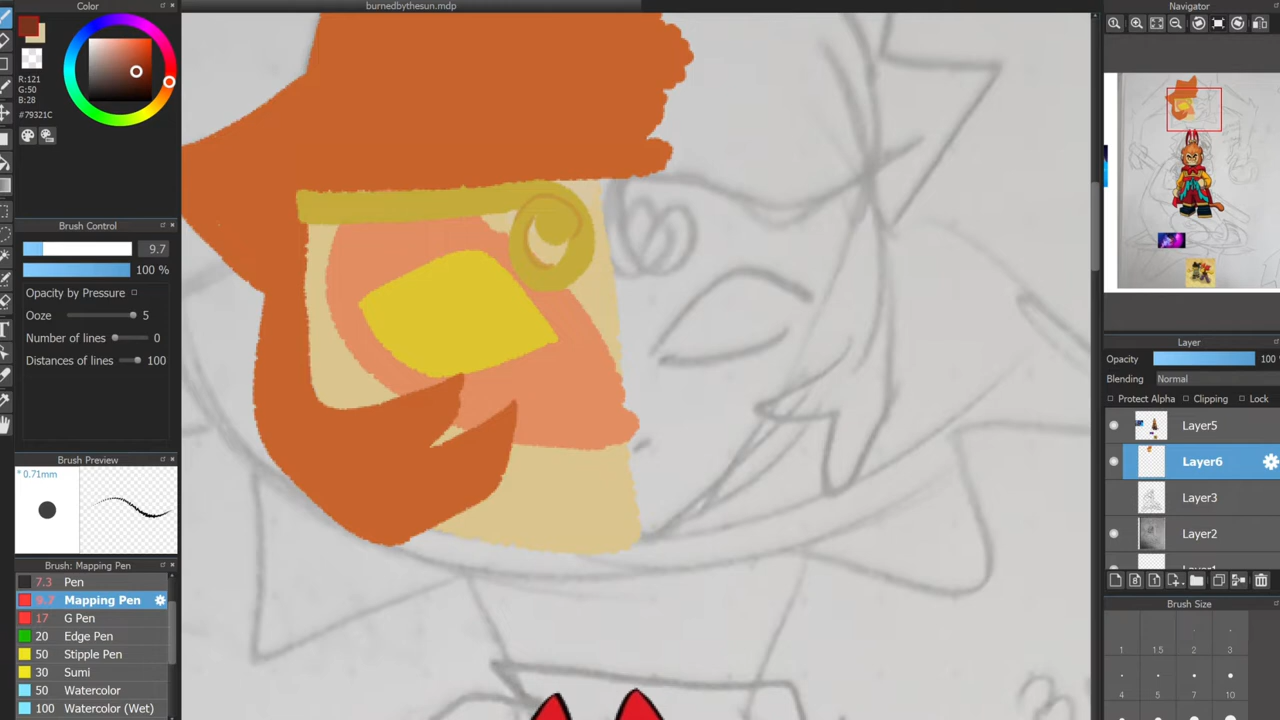 burnedbythesun.mdp
Color
R:121
G:50
B:28
#79321C
Brush Control
9.7
100 %
Opacity by Pressure
Ooze 5
Number of lines 0
Distances of lines 100
Brush Preview
* 0.71mm
Brush: Mapping Pen
7.3 Pen
9.7 Mapping Pen
17 G Pen
20 Edge Pen
50 Stipple Pen
30 Sumi
50 Watercolor
100 Watercolor (Wet)
Navigator
Layer
Opacity 100 %
Blending Normal
Protect Alpha Clipping Lock
Layer5
Layer6
Layer3
Layer2
Layer1
Brush Size
1 1.5 2 3
4 5 7 10